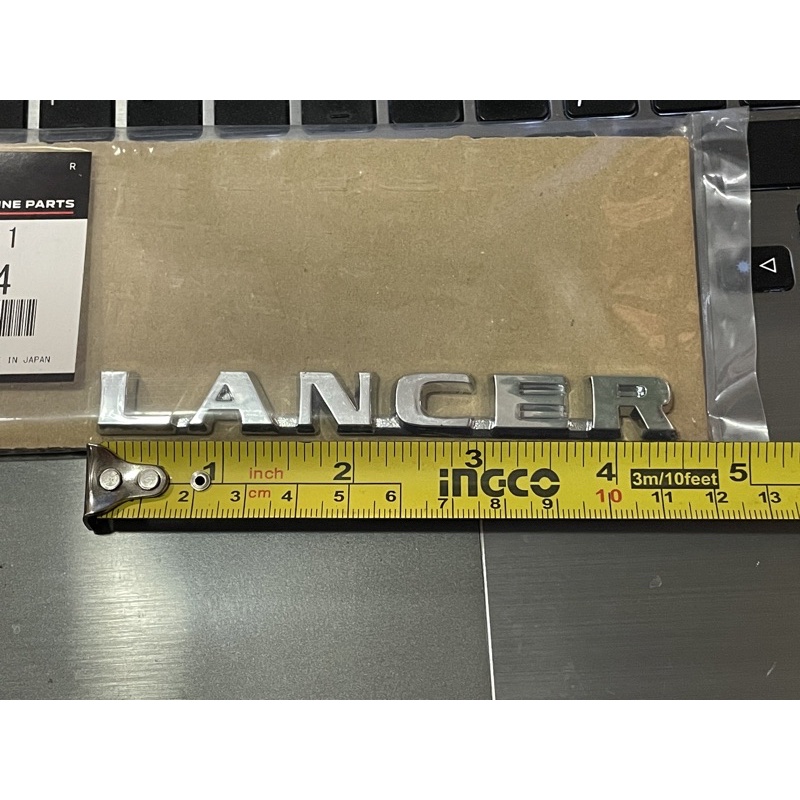 R
NE PARTS
1
4
IN JAPAN
LANCER
1 inch 2 3 4 3m/10feet 5
INGCO
2 3 cm 4 5 6 7 8 9 10 11 12 13